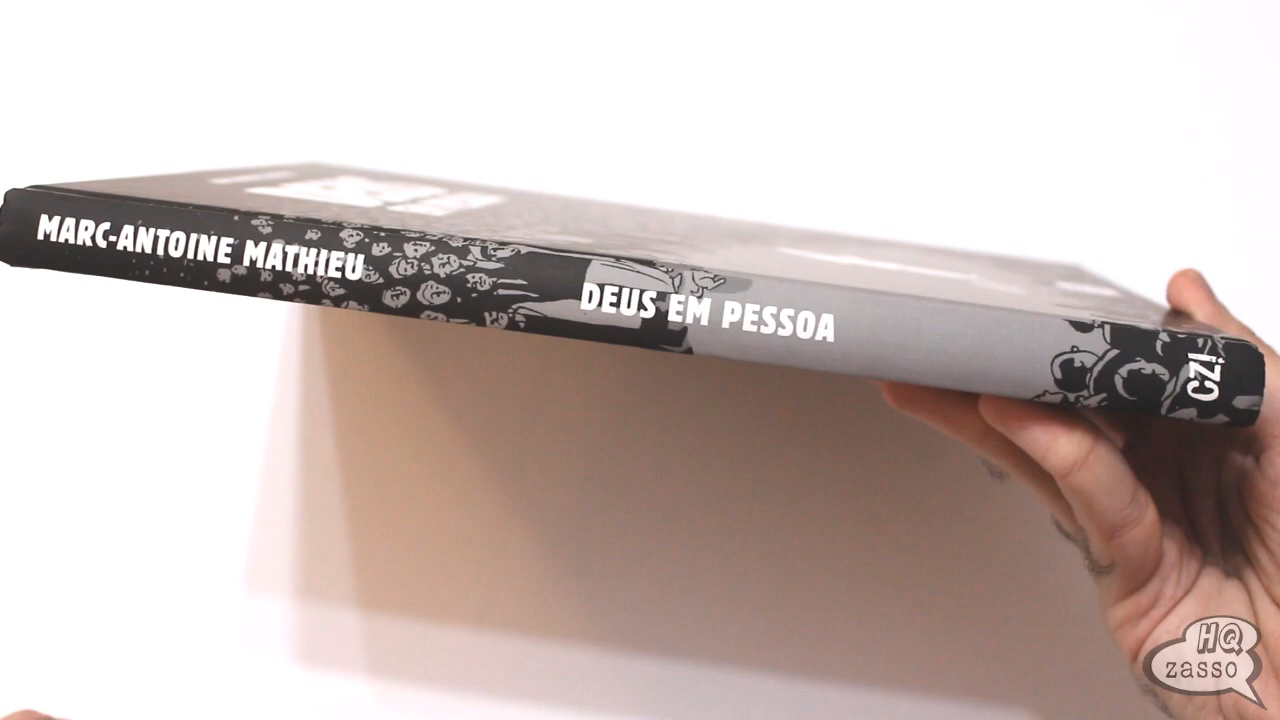 MARC-ANTOINE MATHIEU
DEUS EM PESSOA
CZ!
HQ
zasso